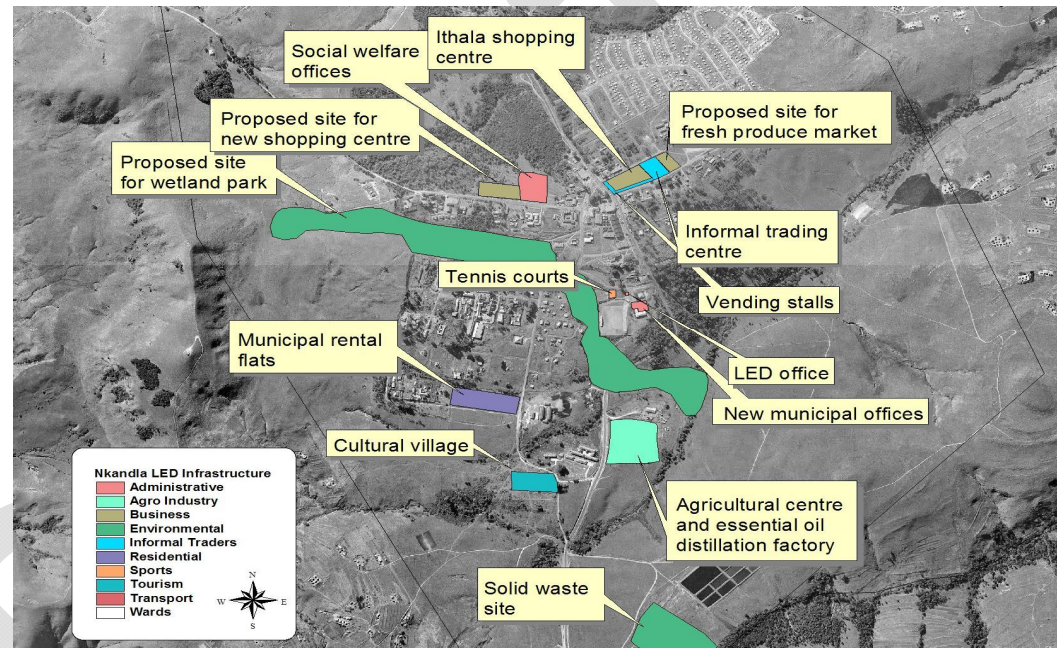 Social welfare
offices
Ithala shopping
centre
Proposed site for
new shopping centre
Proposed site for
fresh produce market
Proposed site
for wetland park
Informal trading
centre
Tennis courts
Vending stalls
Municipal rental
flats
LED office
New municipal offices
Cultural village
Agricultural centre
and essential oil
distillation factory
Solid waste
site
Nkandla LED Infrastructure
Administrative
Agro Industry
Business
Environmental
Informal Traders
Residential
Sports
Tourism
Transport
Wards
N
W
E
S